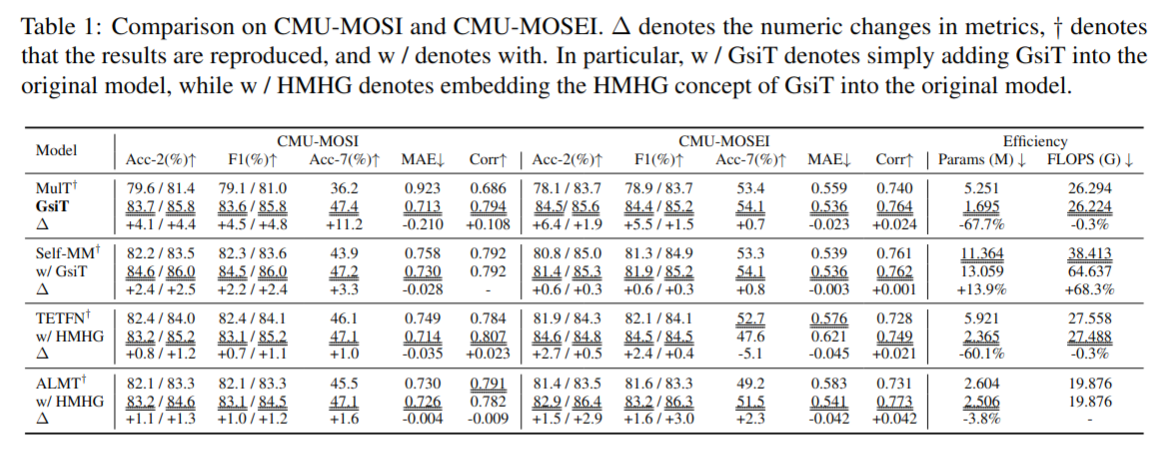 Table 1: Comparison on CMU-MOSI and CMU-MOSEI. Δ denotes the numeric changes in metrics, † denotes
that the results are reproduced, and w / denotes with. In particular, w / GsiT denotes simply adding GsiT into the
original model, while w / HMHG denotes embedding the HMHG concept of GsiT into the original model.
Model CMU-MOSI CMU-MOSEI Efficiency
Acc-2(%)↑ F1(%)↑ Acc-7(%)↑ MAE↓ Corr↑ Acc-2(%)↑ F1(%)↑ Acc-7(%)↑ MAE↓ Corr↑ Params (M) ↓ FLOPS (G) ↓
MulT† 79.6 / 81.4 79.1 / 81.0 36.2 0.923 0.686 78.1 / 83.7 78.9 / 83.7 53.4 0.559 0.740 5.251 26.294
GsiT 83.7 / 85.8 83.6 / 85.8 47.4 0.713 0.794 84.5/ 85.6 84.4 / 85.2 54.1 0.536 0.764 1.695 26.224
Δ +4.1 / +4.4 +4.5 / +4.8 +11.2 -0.210 +0.108 +6.4 / +1.9 +5.5 / +1.5 +0.7 -0.023 +0.024 -67.7% -0.3%
Self-MM† 82.2 / 83.5 82.3 / 83.6 43.9 0.758 0.792 80.8 / 85.0 81.3 / 84.9 53.3 0.539 0.761 11.364 38.413
w/ GsiT 84.6 / 86.0 84.5 / 86.0 47.2 0.730 0.792 81.4 / 85.3 81.9 / 85.2 54.1 0.536 0.762 13.059 64.637
Δ +2.4 / +2.5 +2.2 / +2.4 +3.3 -0.028 - +0.6 / +0.3 +0.6 / +0.3 +0.8 -0.003 +0.001 +13.9% +68.3%
TETFN† 82.4 / 84.0 82.4 / 84.1 46.1 0.749 0.784 81.9 / 84.3 82.1 / 84.1 52.7 0.576 0.728 5.921 27.558
w/ HMHG 83.2 / 85.2 83.1 / 85.2 47.1 0.714 0.807 84.6 / 84.8 84.5 / 84.5 47.6 0.621 0.749 2.365 27.488
Δ +0.8 / +1.2 +0.7 / +1.1 +1.0 -0.035 +0.023 +2.7 / +0.5 +2.4 / +0.4 -5.1 -0.045 +0.021 -60.1% -0.3%
ALMT† 82.1 / 83.3 82.1 / 83.3 45.5 0.730 0.791 81.4 / 83.5 81.6 / 83.3 49.2 0.583 0.731 2.604 19.876
w/ HMHG 83.2 / 84.6 83.1 / 84.5 47.1 0.726 0.782 82.9 / 86.4 83.2 / 86.3 51.5 0.541 0.773 2.506 19.876
Δ +1.1 / +1.3 +1.0 / +1.2 +1.6 -0.004 -0.009 +1.5 / +2.9 +1.6 / +3.0 +2.3 -0.042 +0.042 -3.8% -